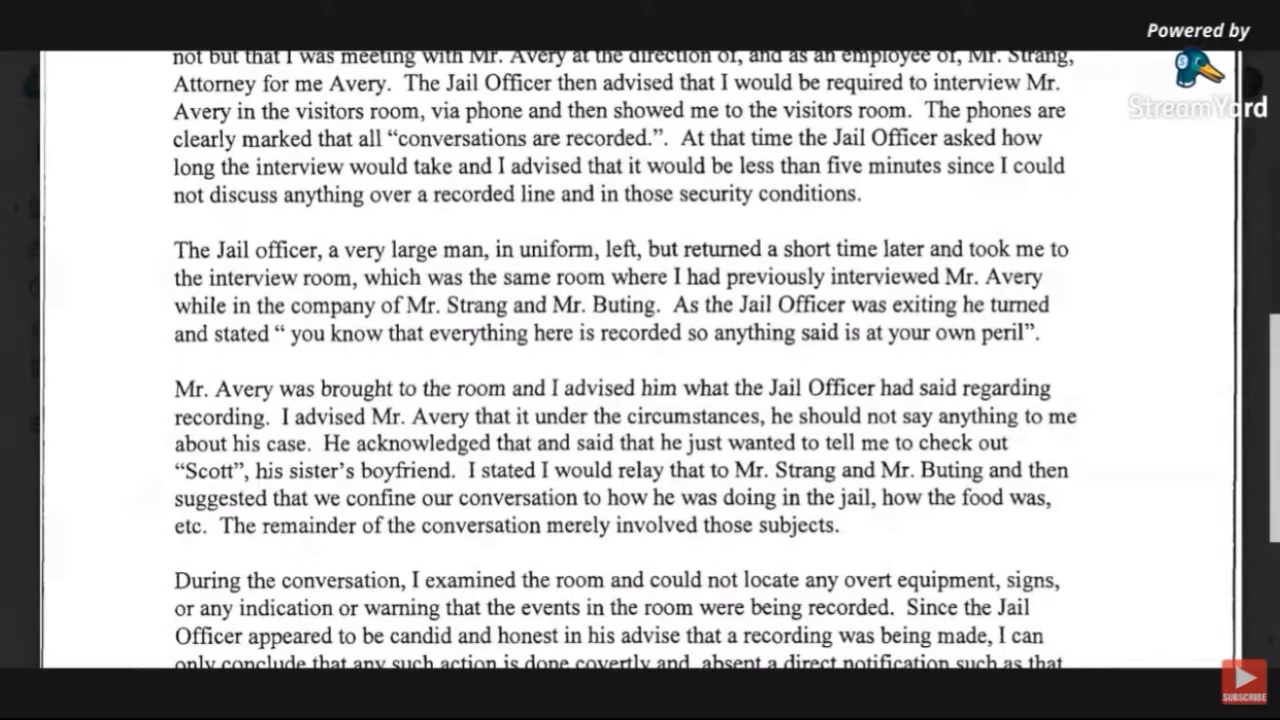 Powered by
StreamYard
not but that I was meeting with Mr. Avery at the direction of, and as an employee of, Mr. Strang,
Attorney for me Avery. The Jail Officer then advised that I would be required to interview Mr.
Avery in the visitors room, via phone and then showed me to the visitors room. The phones are
clearly marked that all “conversations are recorded.”. At that time the Jail Officer asked how
long the interview would take and I advised that it would be less than five minutes since I could
not discuss anything over a recorded line and in those security conditions.
The Jail officer, a very large man, in uniform, left, but returned a short time later and took me to
the interview room, which was the same room where I had previously interviewed Mr. Avery
while in the company of Mr. Strang and Mr. Buting. As the Jail Officer was exiting he turned
and stated “ you know that everything here is recorded so anything said is at your own peril”.
Mr. Avery was brought to the room and I advised him what the Jail Officer had said regarding
recording. I advised Mr. Avery that it under the circumstances, he should not say anything to me
about his case. He acknowledged that and said that he just wanted to tell me to check out
“Scott”, his sister’s boyfriend. I stated I would relay that to Mr. Strang and Mr. Buting and then
suggested that we confine our conversation to how he was doing in the jail, how the food was,
etc. The remainder of the conversation merely involved those subjects.
During the conversation, I examined the room and could not locate any overt equipment, signs,
or any indication or warning that the events in the room were being recorded. Since the Jail
Officer appeared to be candid and honest in his advise that a recording was being made, I can
only conclude that any such action is done covertly and, absent a direct notification such as that
SUBSCRIBE